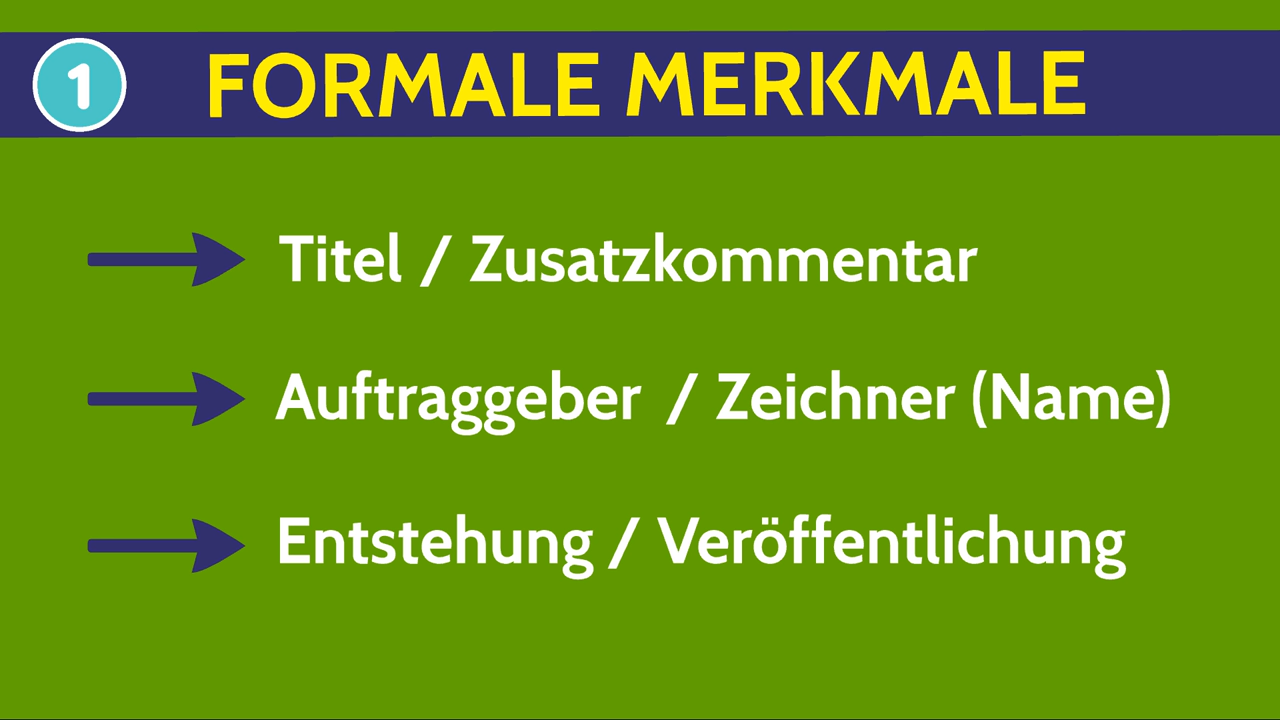 1 FORMALE MERKMALE
Titel / Zusatzkommentar
Auftraggeber / Zeichner (Name)
Entstehung / Veröffentlichung